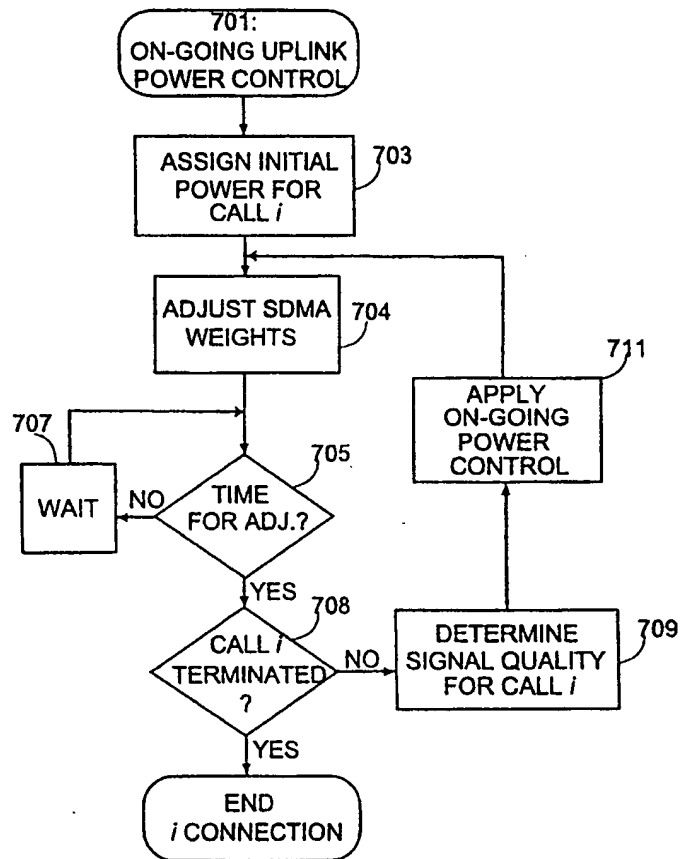 701:
ON-GOING UPLINK
POWER CONTROL
ASSIGN INITIAL
POWER FOR
CALL i
703
ADJUST SDMA
WEIGHTS
704
711
APPLY
ON-GOING
POWER
CONTROL
707
WAIT
NO
705
TIME
FOR ADJ.?
YES
708
CALL i
TERMINATED
?
NO
DETERMINE
SIGNAL QUALITY
FOR CALL i
709
YES
END
i CONNECTION